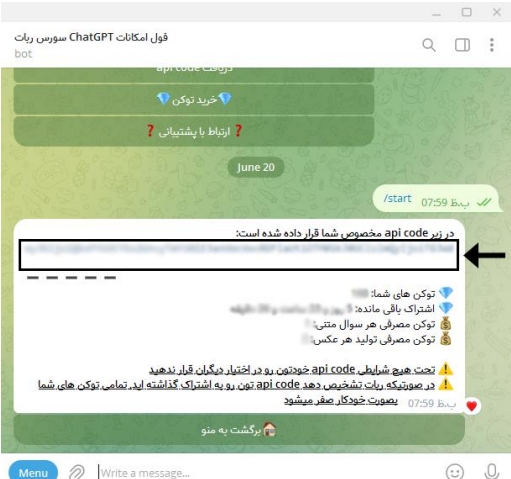 فول امکانات ChatGPT سورس ربات
bot
دریافت api code
خرید توکن
ارتباط با پشتیبانی
June 20
/start
07:59 ب.ظ
در زیر api code مخصوص شما قرار داده شده است:
توکن های شما:
اشتراک باقی مانده:
توکن مصرفی هر سوال متنی:
توکن مصرفی تولید هر عکس:
تحت هیچ شرایطی api code خودتون رو در اختیار دیگران قرار ندهید
در صورتیکه ربات تشخیص دهد api code تون رو به اشتراک گذاشته اید, تمامی توکن های شما
بصورت خودکار صفر میشود
07:59 ب.ظ
برگشت به منو
Menu
Write a message...